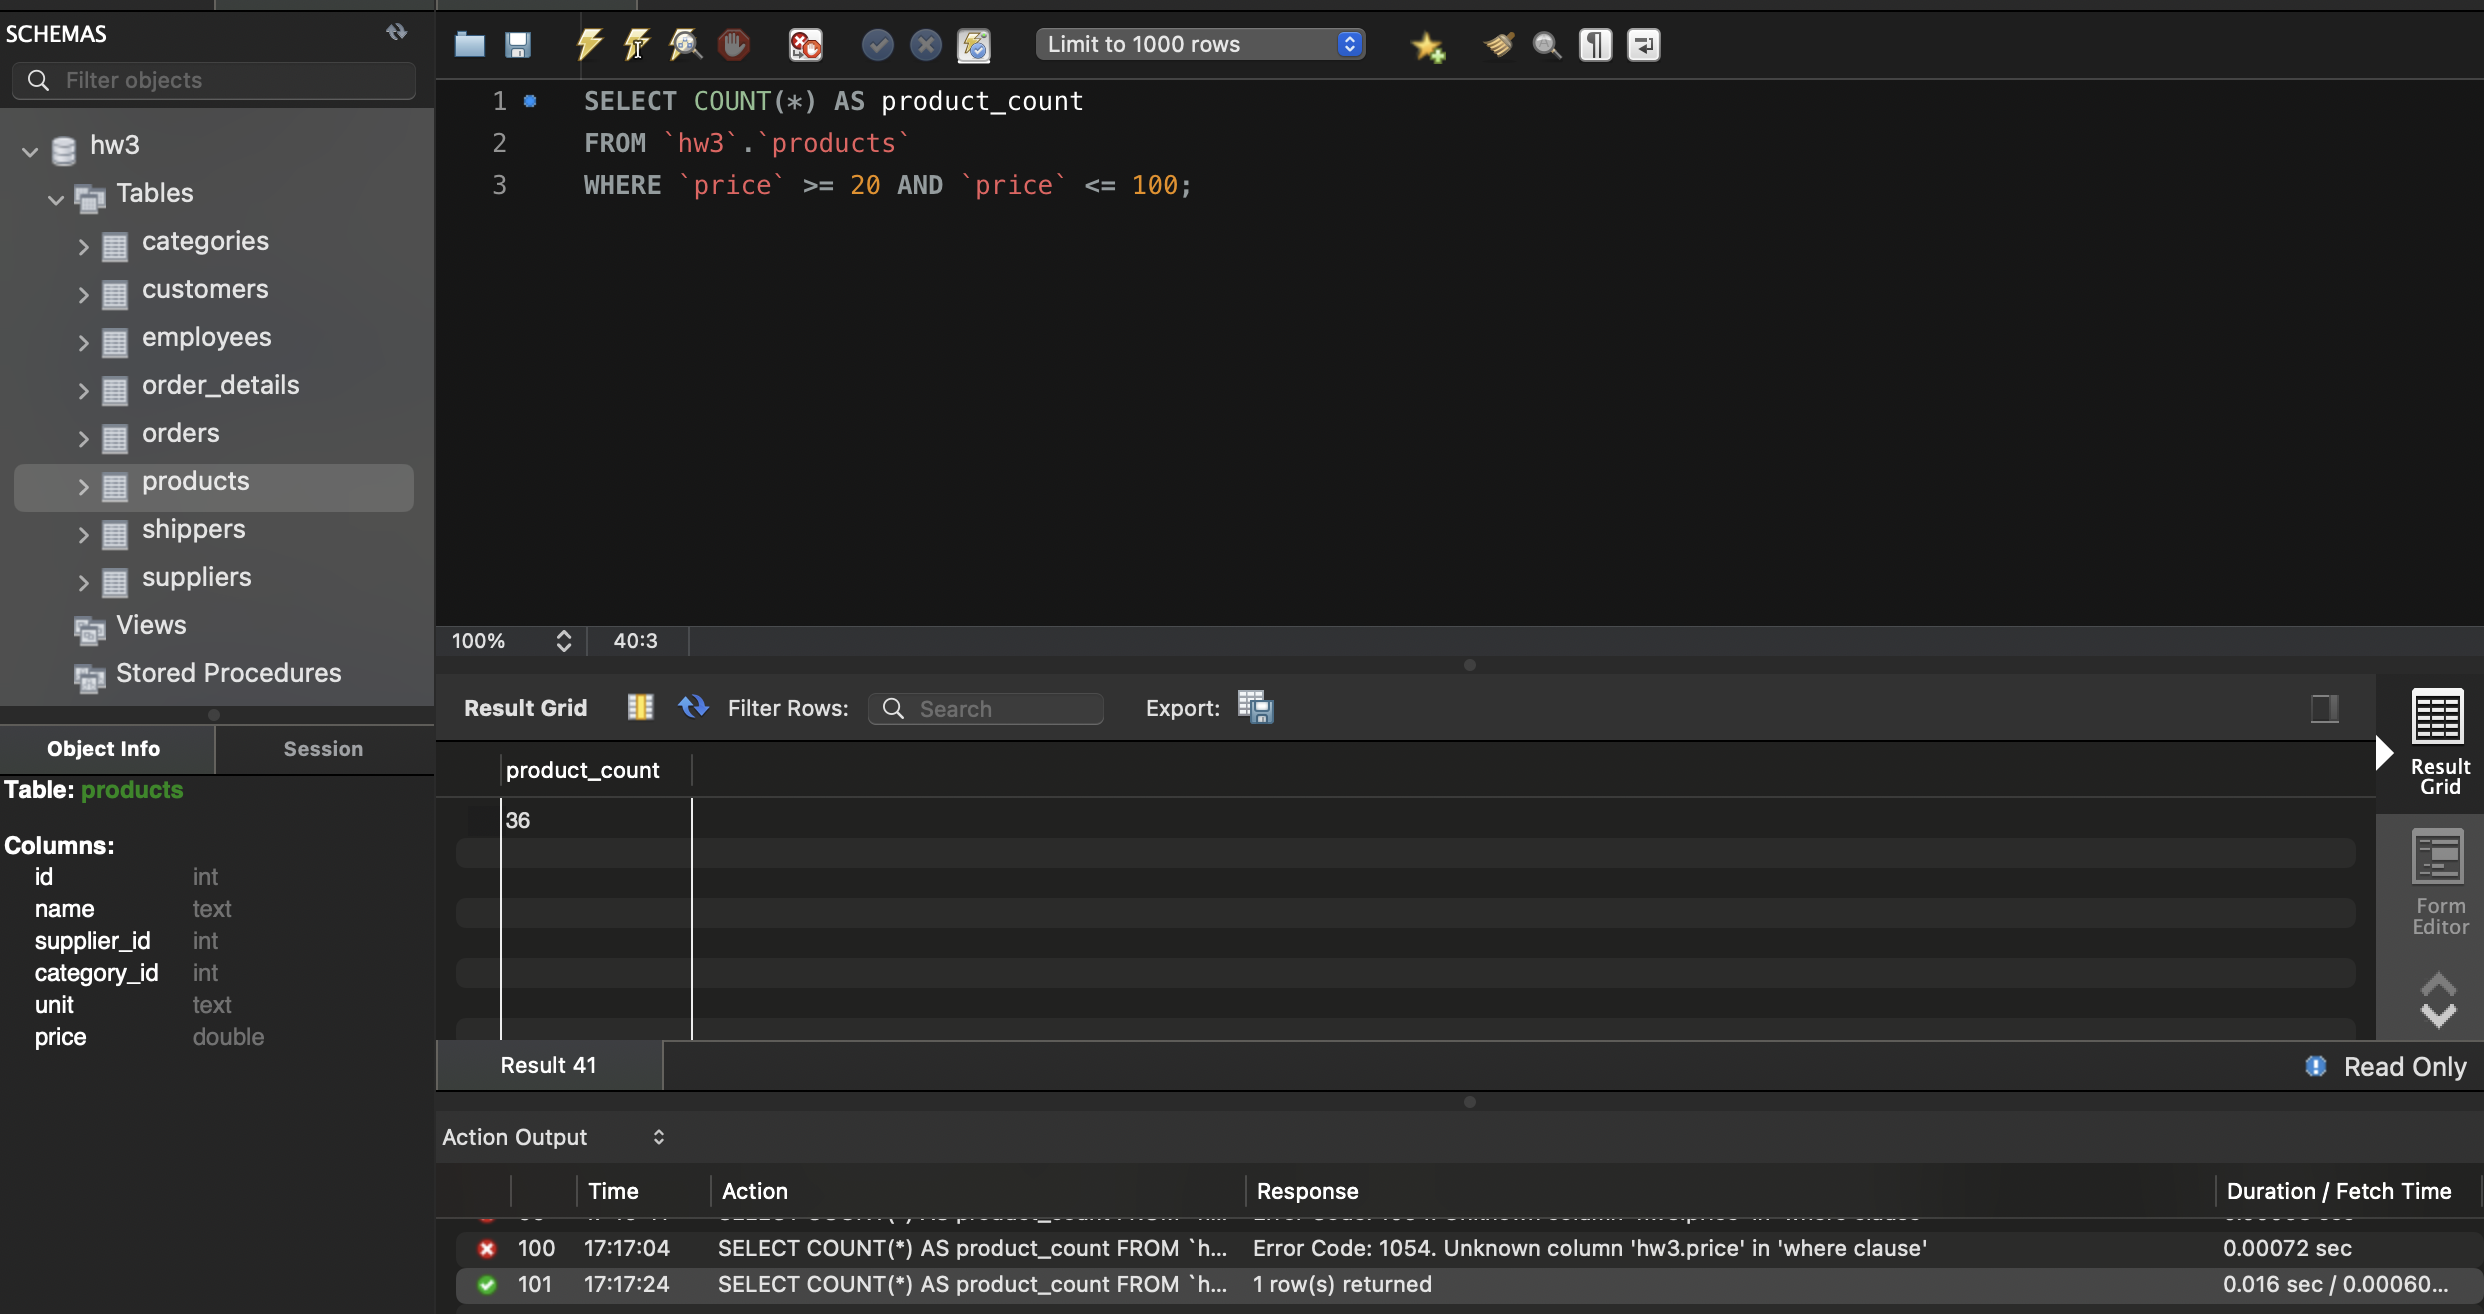 SCHEMAS
Filter objects
hw3
Tables
categories
customers
employees
order_details
orders
products
shippers
suppliers
Views
Stored Procedures
Object Info Session
Table: products
Columns:
id int
name text
supplier_id int
category_id int
unit text
price double
Limit to 1000 rows
1 SELECT COUNT(*) AS product_count
2 FROM `hw3`.`products`
3 WHERE `price` >= 20 AND `price` <= 100;
100% 40:3
Result Grid Filter Rows: Search Export:
product_count
36
Result
Grid
Form
Editor
Result 41 Read Only
Action Output
Time Action Response Duration / Fetch Time
100 17:17:04 SELECT COUNT(*) AS product_count FROM `h... Error Code: 1054. Unknown column 'hw3.price' in 'where clause' 0.00072 sec
101 17:17:24 SELECT COUNT(*) AS product_count FROM `h... 1 row(s) returned 0.016 sec / 0.00060...